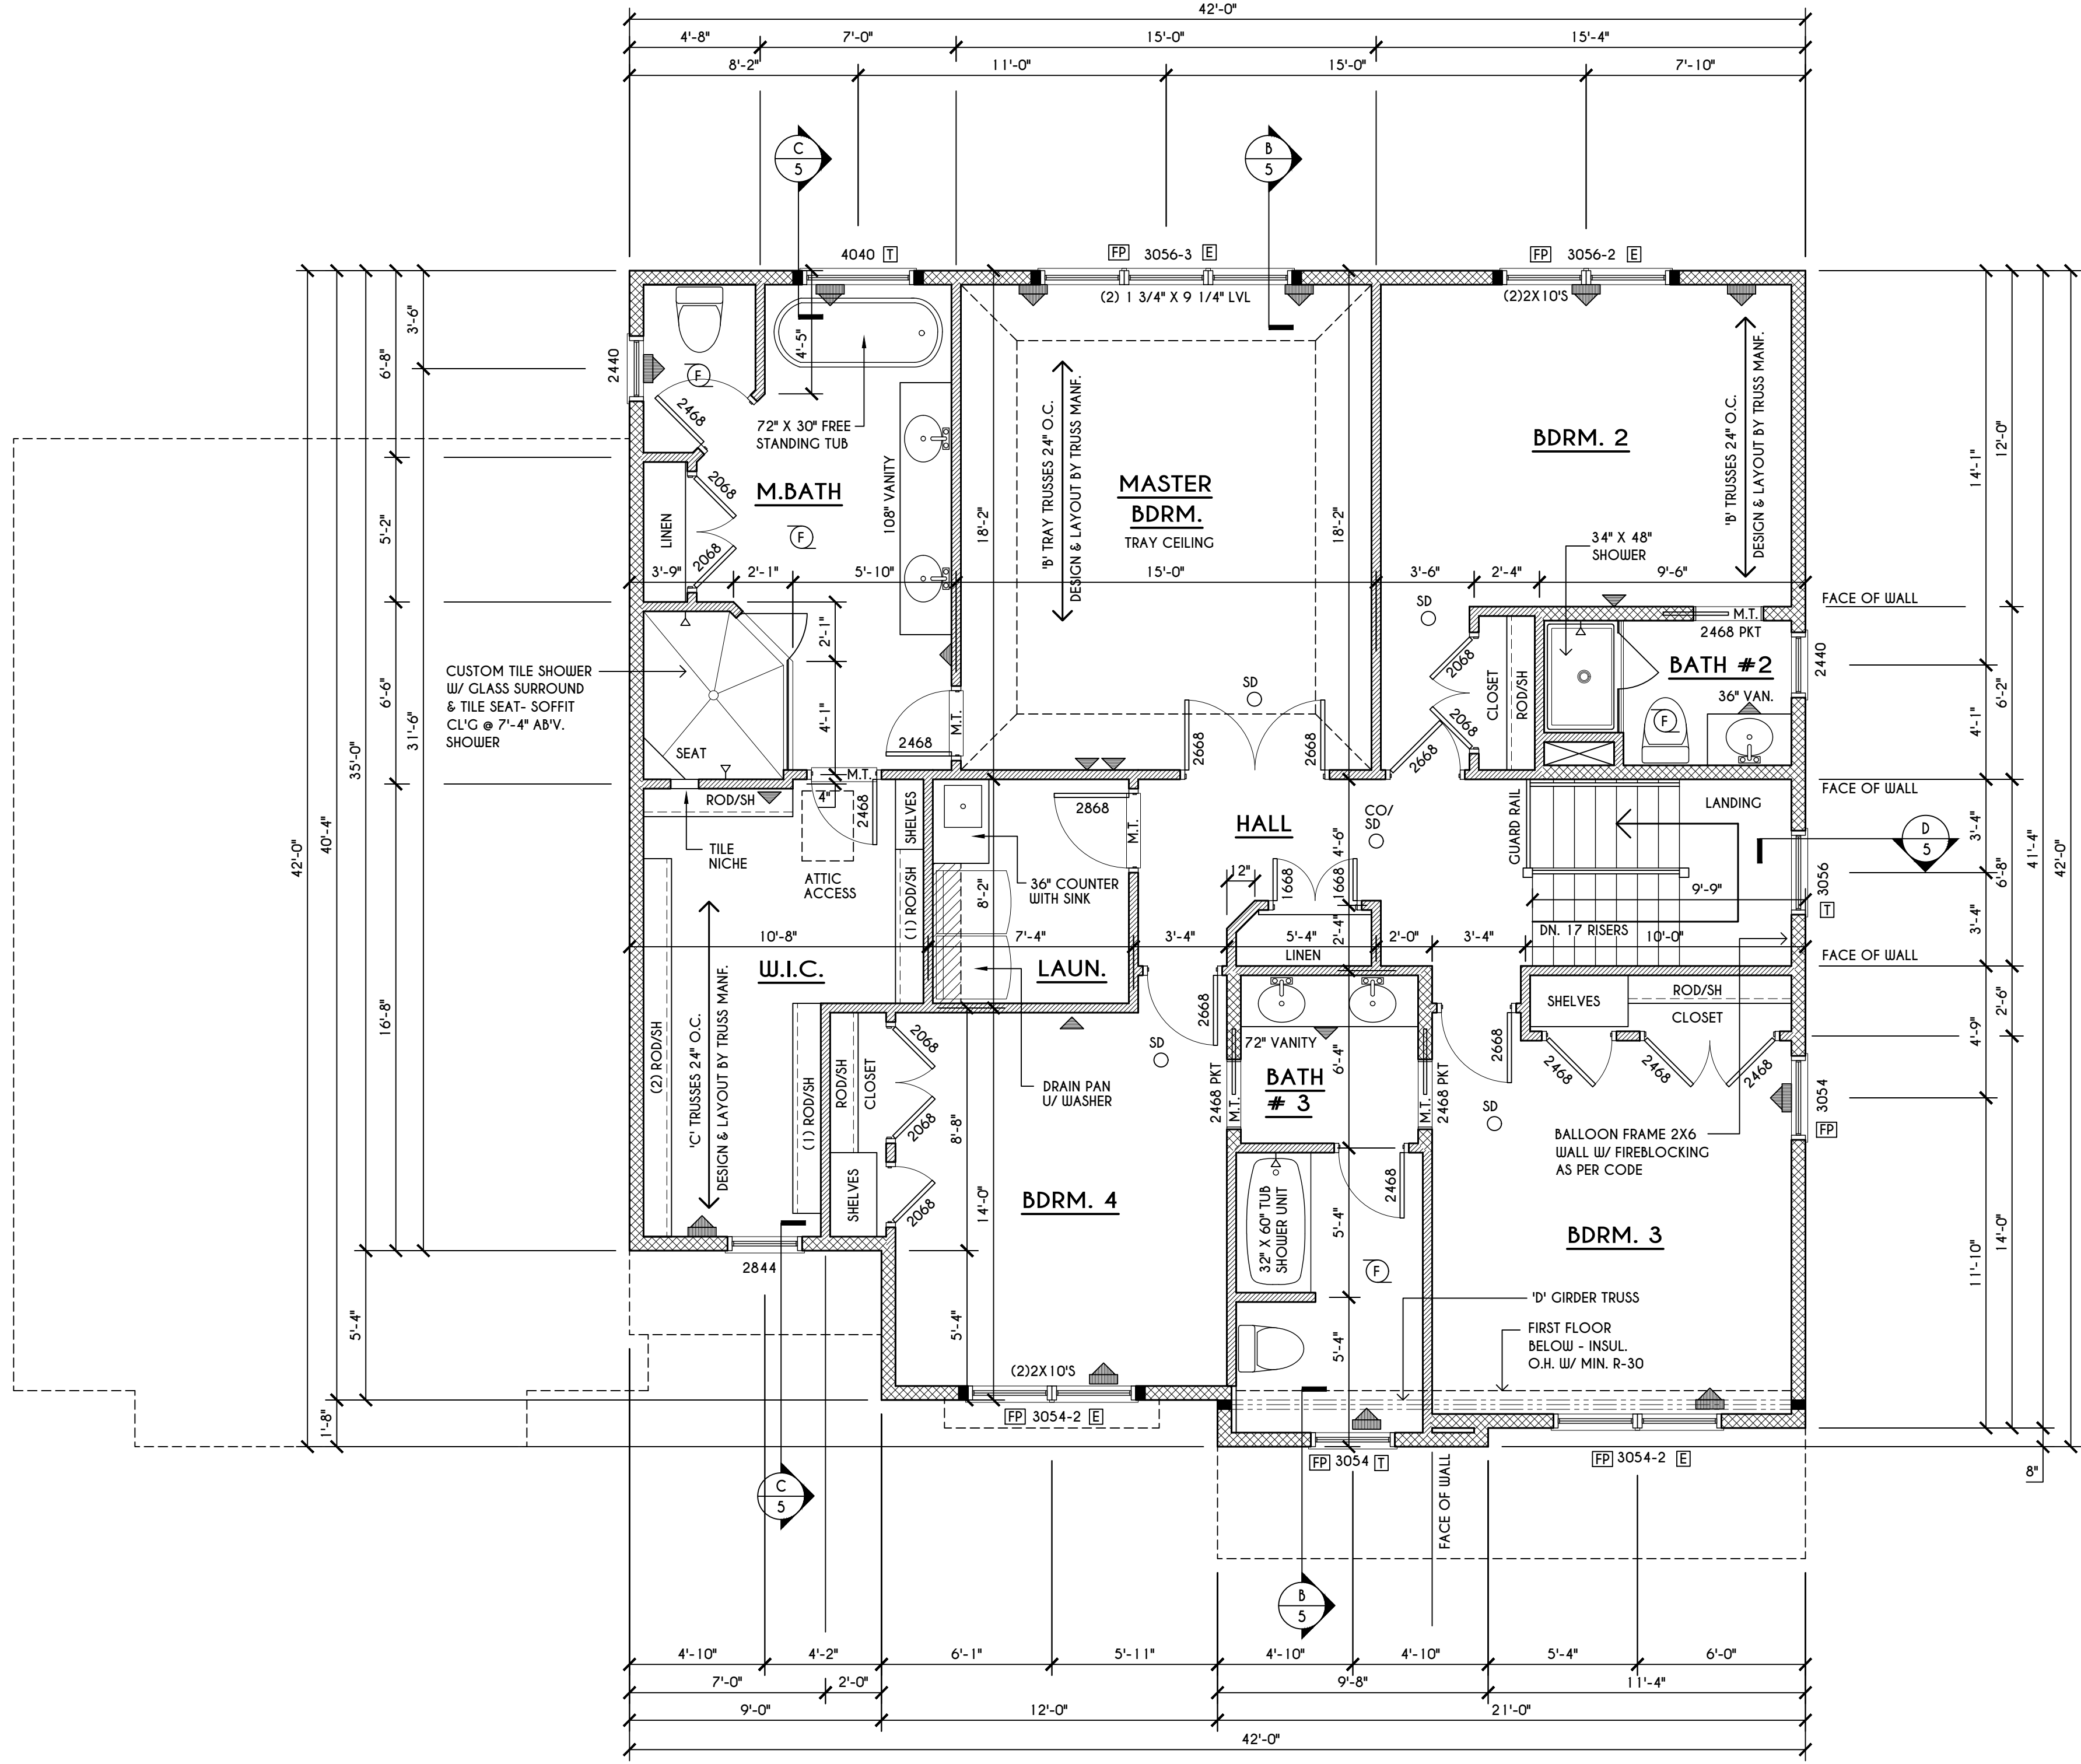 42'-0"
4'-8" 7'-0" 15'-0" 15'-4"
8'-2" 11'-0" 15'-0" 7'-10"
C
5
B
5
4040 T
FP 3056-3 E
FP 3056-2 E
(2) 1 3/4" X 9 1/4" LVL
(2)2X10'S
42'-0"
40'-4"
35'-0"
6'-8"
5'-2"
6'-6"
16'-8"
3'-6"
31'-6"
5'-4"
1'-8"
2440
F
2468
4'-5"
72" X 30" FREE
STANDING TUB
108" VANITY
M.BATH
F
2068
2068
LINEN
3'-9" 2'-1" 5'-10" 15'-0" 3'-6" 2'-4" 9'-6"
2'-1"
4'-1"
CUSTOM TILE SHOWER
W/ GLASS SURROUND
& TILE SEAT- SOFFIT
CL'G @ 7'-4" AB'V.
SHOWER
SEAT
2468
M.T.
M.T.
4"
2468
MASTER
BDRM.
TRAY CEILING
'B' TRAY TRUSSES 24" O.C.
DESIGN & LAYOUT BY TRUSS MANF.
18'-2"
18'-2"
SD
2668
2668
BDRM. 2
'B' TRUSSES 24" O.C.
DESIGN & LAYOUT BY TRUSS MANF.
34" X 48"
SHOWER
SD
2068
2068
2668
CLOSET
ROD/SH
M.T.
2468 PKT
BATH #2
36" VAN.
F
2440
FACE OF WALL
FACE OF WALL
FACE OF WALL
14'-1"
12'-0"
4'-1"
6'-2"
3'-4"
6'-8"
3'-4"
4'-9"
2'-6"
11'-10"
14'-0"
41'-4"
42'-0"
8"
D
5
3056
T
3054
FP
ROD/SH
TILE
NICHE
ATTIC
ACCESS
SHELVES
(1) ROD/SH
2868
M.T.
36" COUNTER
WITH SINK
8'-2"
HALL
CO/
SD
4'-6"
12"
1668
1668
2'-4"
GUARD RAIL
LANDING
9'-9"
DN. 17 RISERS
10'-8" 7'-4" 3'-4" 5'-4" 2'-0" 3'-4" 10'-0"
W.I.C.
LAUN.
LINEN
(2) ROD/SH
'C' TRUSSES 24" O.C.
DESIGN & LAYOUT BY TRUSS MANF.
(1) ROD/SH
ROD/SH
CLOSET
SHELVES
2068
2068
2068
DRAIN PAN
U/ WASHER
8'-8"
14'-0"
5'-4"
BDRM. 4
SD
2668
2468 PKT
M.T.
72" VANITY
BATH
# 3
6'-4"
M.T.
2468 PKT
2668
SD
SHELVES
ROD/SH
CLOSET
2468
2468
2468
BALLOON FRAME 2X6
WALL W/ FIREBLOCKING
AS PER CODE
32" X 60" TUB
SHOWER UNIT
2468
5'-4"
F
5'-4"
BDRM. 3
'D' GIRDER TRUSS
FIRST FLOOR
BELOW - INSUL.
O.H. W/ MIN. R-30
2844
(2)2X10'S
FP 3054-2 E
FP 3054 T
FP 3054-2 E
FACE OF WALL
C
5
B
5
4'-10" 4'-2" 6'-1" 5'-11" 4'-10" 4'-10" 5'-4" 6'-0"
7'-0" 2'-0" 9'-8" 11'-4"
9'-0" 12'-0" 21'-0"
42'-0"